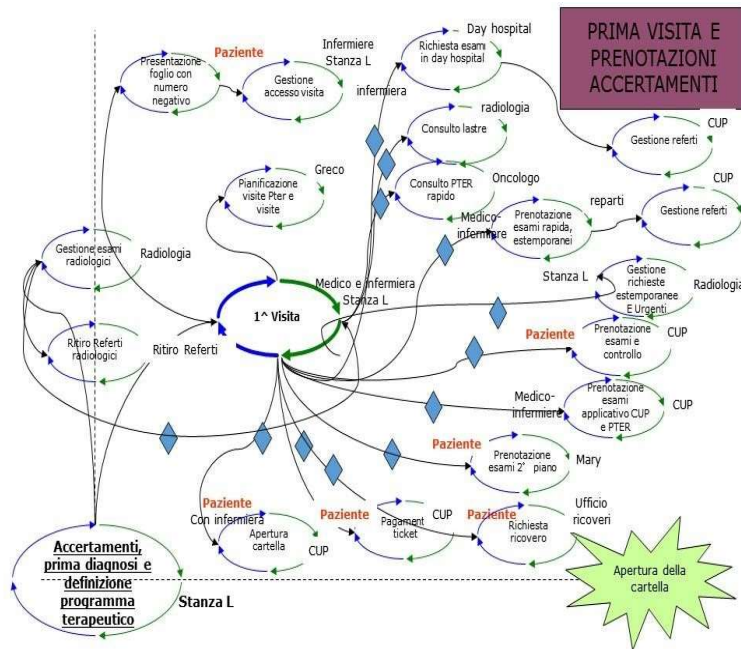 PRIMA VISITA E
PRENOTAZIONI
ACCERTAMENTI
Presentazione
foglio con
numero
negativo
Paziente
Gestione
accesso visita
Infermiere
Stanza L
infermiera
Day hospital
Richiesta esami
in day hospital
radiologia
Consulto lastre
CUP
Gestione referti
Pianificazione
visite Pter e
visite
Greco
Consulto PTER
rapido
Oncologo
Medico-
infermiere
Prenotazione
esami rapida,
estemporanei
reparti
CUP
Gestione referti
Gestione esami
radiologici
Radiologia
Medico e infermiera
Stanza L
1^ Visita
Stanza L
Gestione
richieste
estemporanee
E Urgenti
Radiologia
Ritiro Referti
radiologici
Ritiro Referti
Paziente
Prenotazione
esami e
controllo
CUP
Medico-
infermiere
Prenotazione
esami
applicativo CUP
e PTER
CUP
Paziente
Prenotazione
esami 2° piano
Mary
Paziente
Con infermiera
Apertura
cartella
CUP
Paziente
Pagament
ticket
CUP
Paziente
Richiesta
ricovero
Ufficio
ricoveri
Accertamenti,
prima diagnosi e
definizione
programma
terapeutico
Stanza L
Apertura della
cartella